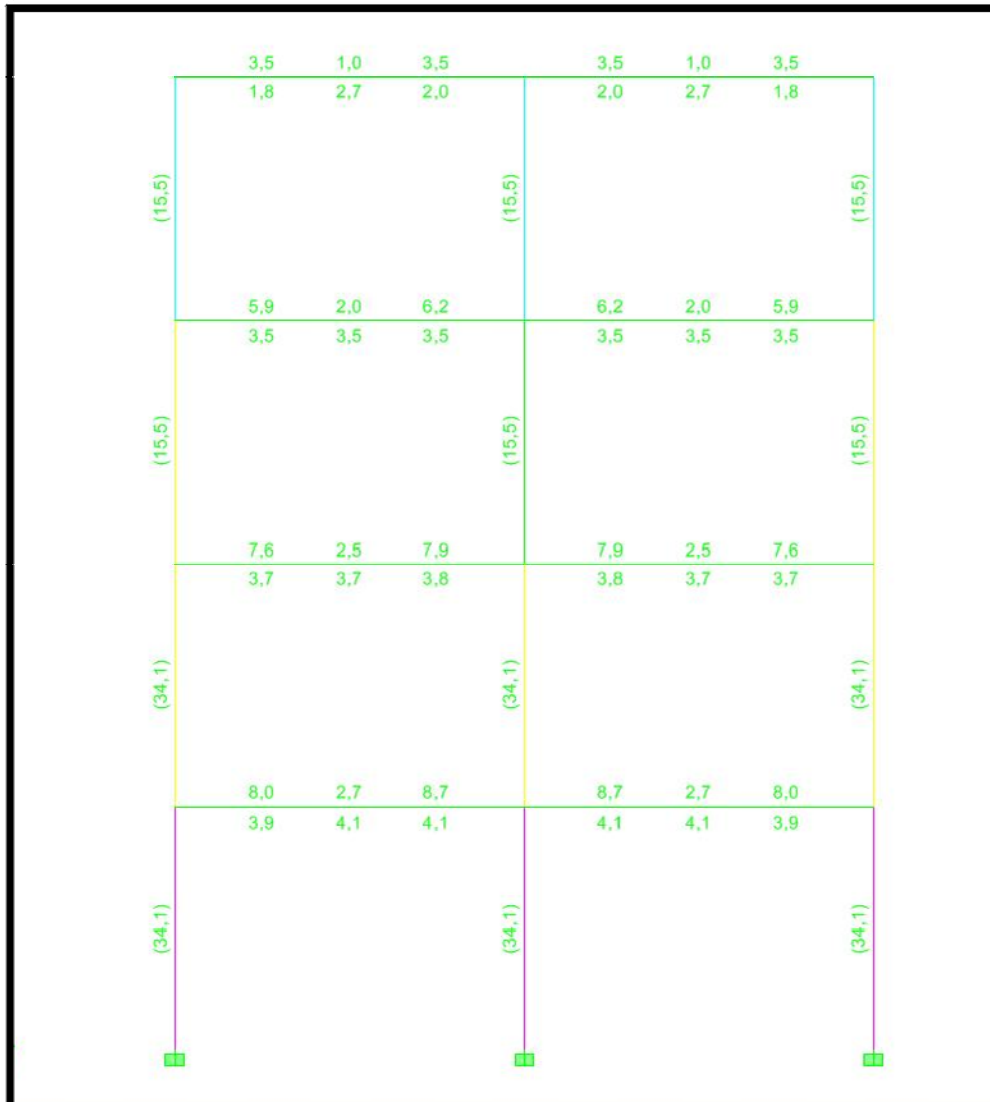 3,5 1,0 3,5 3,5 1,0 3,5
1,8 2,7 2,0 2,0 2,7 1,8
(15,5) (15,5) (15,5)
5,9 2,0 6,2 6,2 2,0 5,9
3,5 3,5 3,5 3,5 3,5 3,5
(15,5) (15,5) (15,5)
7,6 2,5 7,9 7,9 2,5 7,6
3,7 3,7 3,8 3,8 3,7 3,7
(34,1) (34,1) (34,1)
8,0 2,7 8,7 8,7 2,7 8,0
3,9 4,1 4,1 4,1 4,1 3,9
(34,1) (34,1) (34,1)